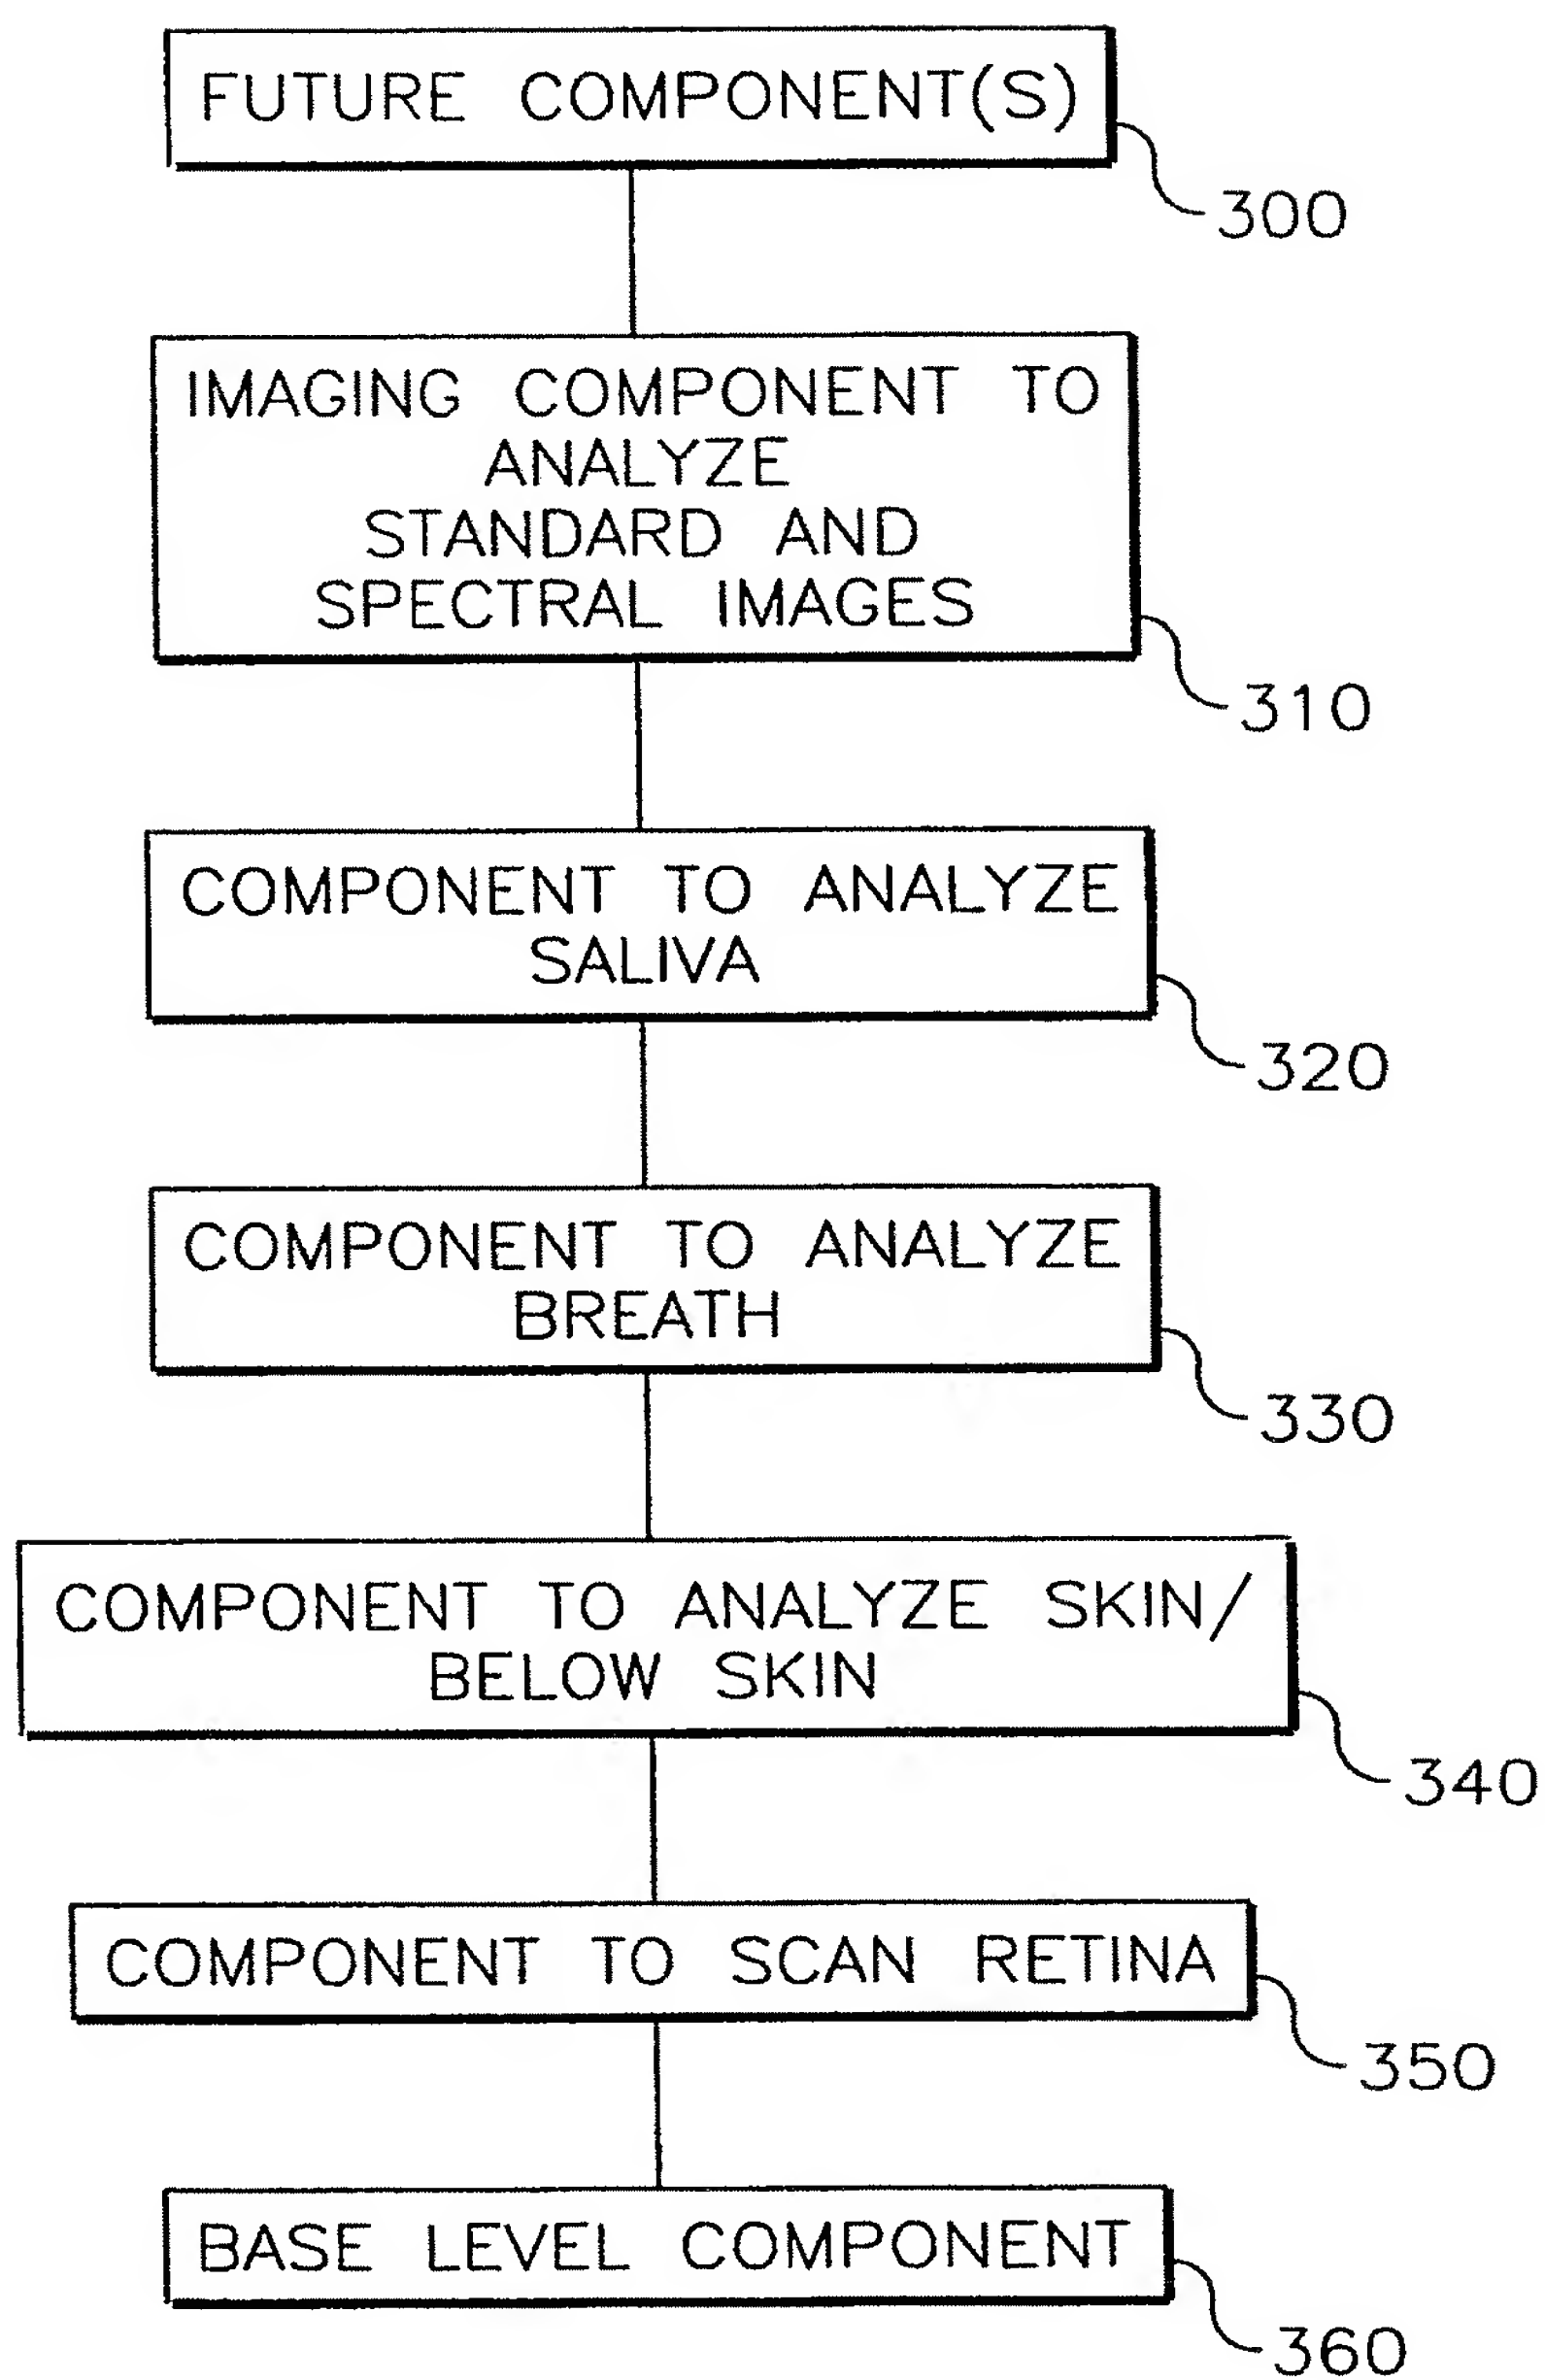 FUTURE COMPONENT(S)
300
IMAGING COMPONENT TO
ANALYZE
STANDARD AND
SPECTRAL IMAGES
310
COMPONENT TO ANALYZE
SALIVA
320
COMPONENT TO ANALYZE
BREATH
330
COMPONENT TO ANALYZE SKIN/
BELOW SKIN
340
COMPONENT TO SCAN RETINA
350
BASE LEVEL COMPONENT
360